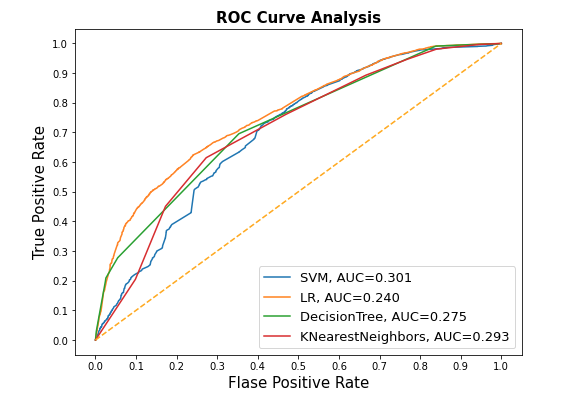 ROC Curve Analysis
True Positive Rate
1.0
0.9
0.8
0.7
0.6
0.5
0.4
0.3
0.2
0.1
0.0
SVM, AUC=0.301
LR, AUC=0.240
DecisionTree, AUC=0.275
KNearestNeighbors, AUC=0.293
0.0 0.1 0.2 0.3 0.4 0.5 0.6 0.7 0.8 0.9 1.0
Flase Positive Rate